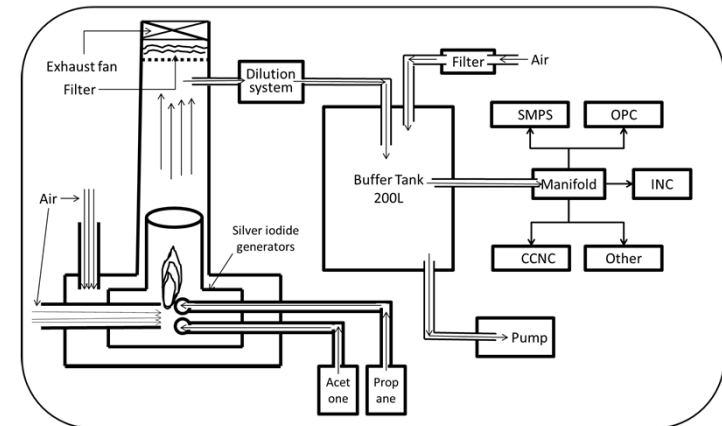 Exhaust fan
Filter
Dilution
system
Filter
Air
SMPS
OPC
Buffer Tank
200L
Manifold
INC
Air
Silver iodide
generators
CCNC
Other
Pump
Acet
one
Prop
ane